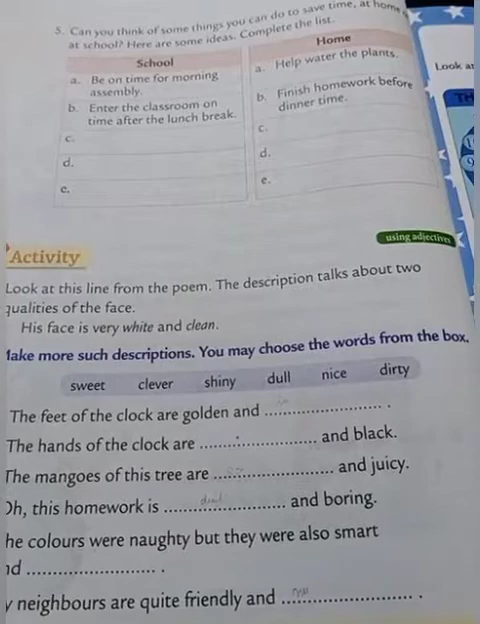 5. Can you think of some things you can do to save time, at home
at school? Here are some ideas. Complete the list.
School
Home
a. Be on time for morning
assembly.
a. Help water the plants.
b. Enter the classroom on
time after the lunch break.
b. Finish homework before
dinner time.
c.
c.
d.
d.
e.
e.
Look at
TH
using adjectives
Activity
Look at this line from the poem. The description talks about two
qualities of the face.
His face is very white and clean.
Make more such descriptions. You may choose the words from the box.
sweet clever shiny dull nice dirty
The feet of the clock are golden and .............................. .
The hands of the clock are .............................. and black.
The mangoes of this tree are .............................. and juicy.
Oh, this homework is .............................. and boring.
he colours were naughty but they were also smart
nd .............................. .
y neighbours are quite friendly and .............................. .